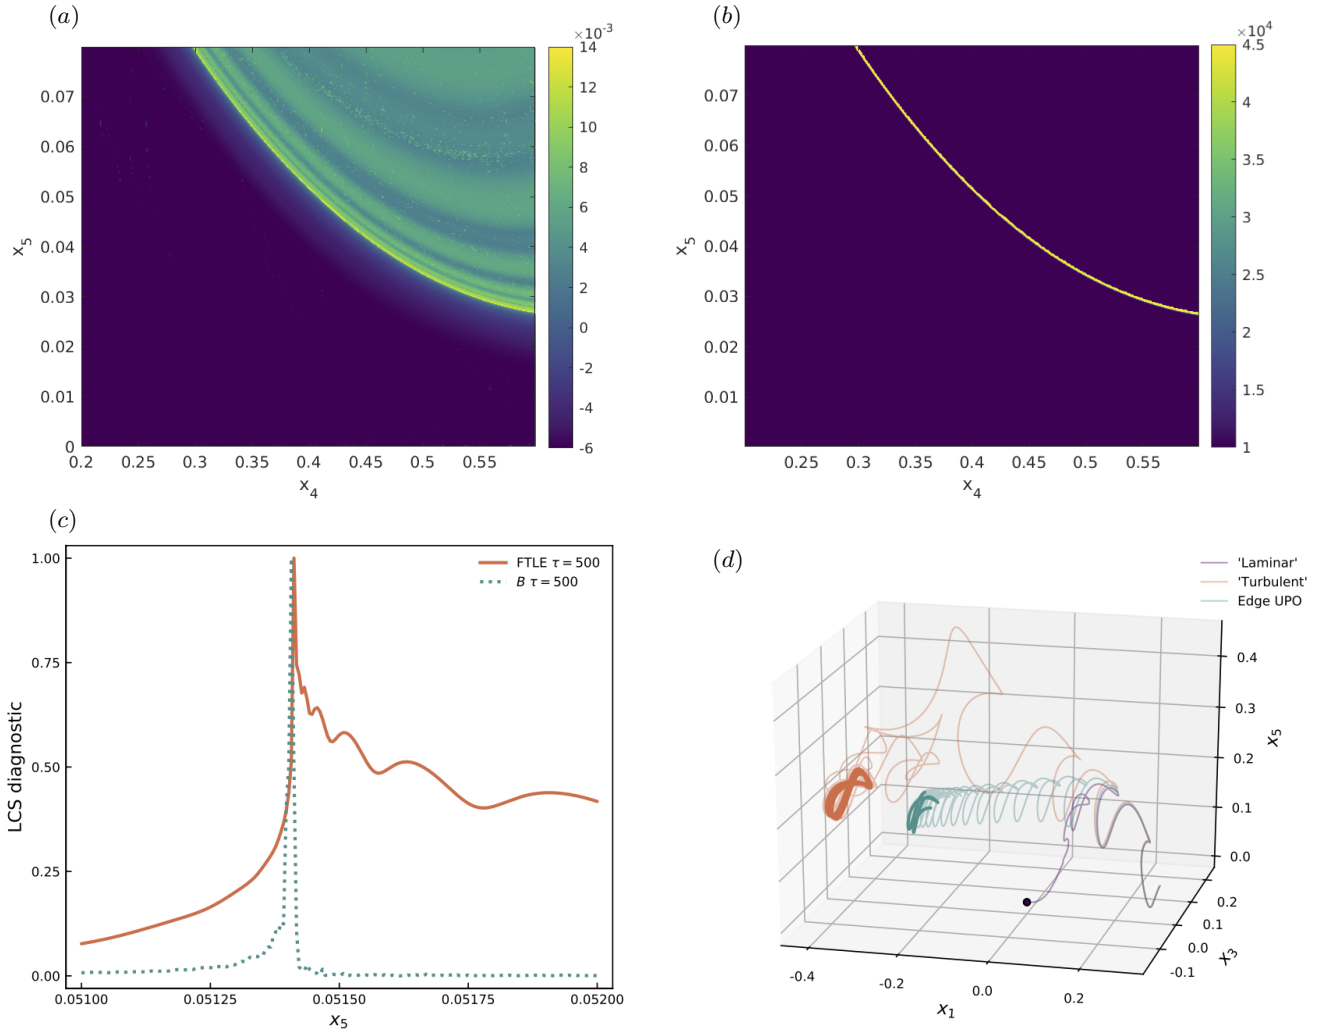 (a)
×10⁻³
14
12
10
8
6
4
2
0
-2
-4
-6
0.07
0.06
0.05
0.04
0.03
0.02
0.01
0
x₅
0.2 0.25 0.3 0.35 0.4 0.45 0.5 0.55
x₄
(b)
×10⁴
4.5
4
3.5
3
2.5
2
1.5
1
0.07
0.06
0.05
0.04
0.03
0.02
0.01
x₅
0.25 0.3 0.35 0.4 0.45 0.5 0.55
x₄
(c)
FTLE τ = 500
B τ = 500
1.00
0.75
0.50
0.25
0.00
LCS diagnostic
0.05100 0.05125 0.05150 0.05175 0.05200
x₅
(d)
'Laminar'
'Turbulent'
Edge UPO
0.4
0.3
0.2
0.1
0.0
x₅
0.2
0.1
0.0
-0.1
x₃
-0.4 -0.2 0.0 0.2
x₁